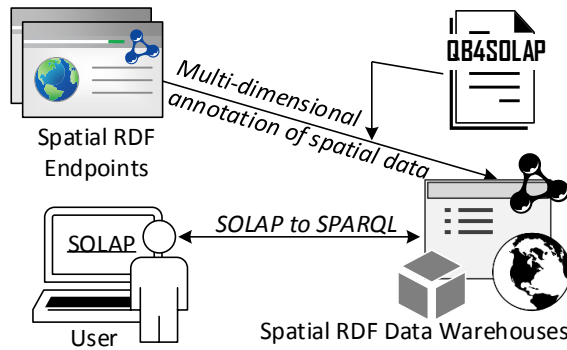 QB4SOLAP
Multi-dimensional
annotation of spatial data
Spatial RDF
Endpoints
SOLAP
SOLAP to SPARQL
User
Spatial RDF Data Warehouses